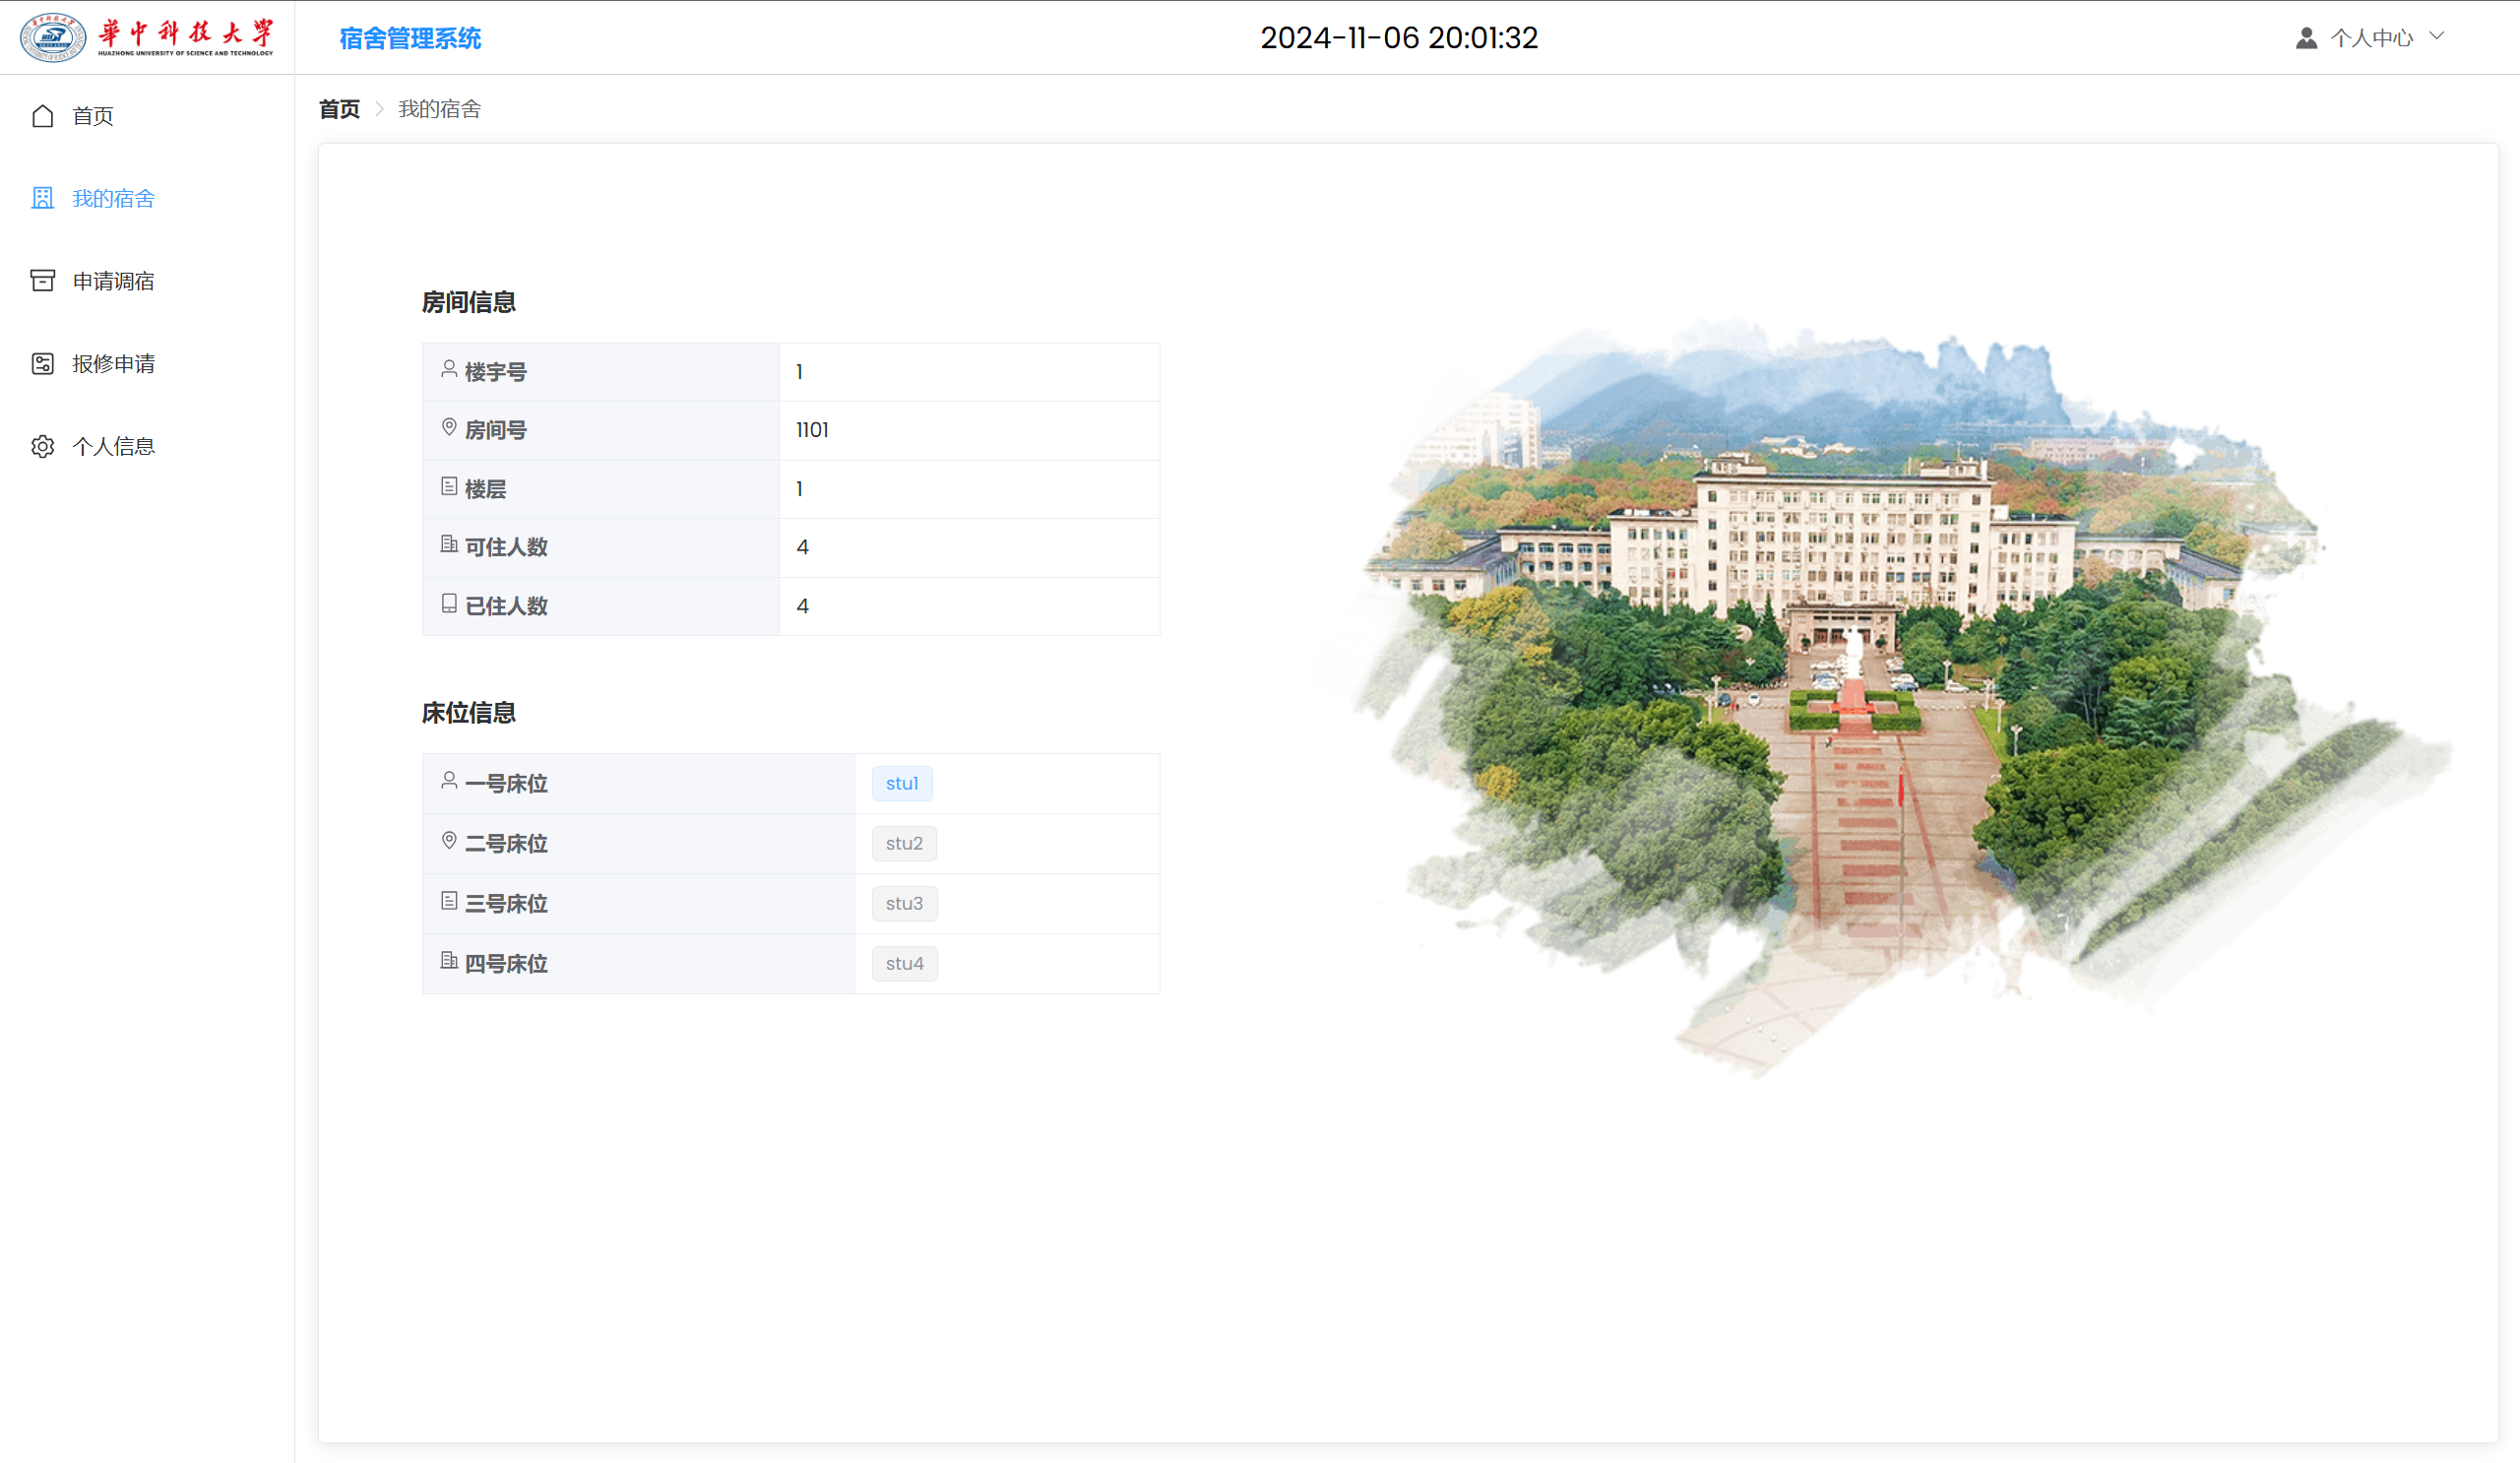 華中科技大学
HUAZHONG UNIVERSITY OF SCIENCE AND TECHNOLOGY
宿舍管理系统
2024-11-06 20:01:32
个人中心
首页
我的宿舍
申请调宿
报修申请
个人信息
首页 我的宿舍
房间信息
楼宇号 1
房间号 1101
楼层 1
可住人数 4
已住人数 4
床位信息
一号床位 stu1
二号床位 stu2
三号床位 stu3
四号床位 stu4